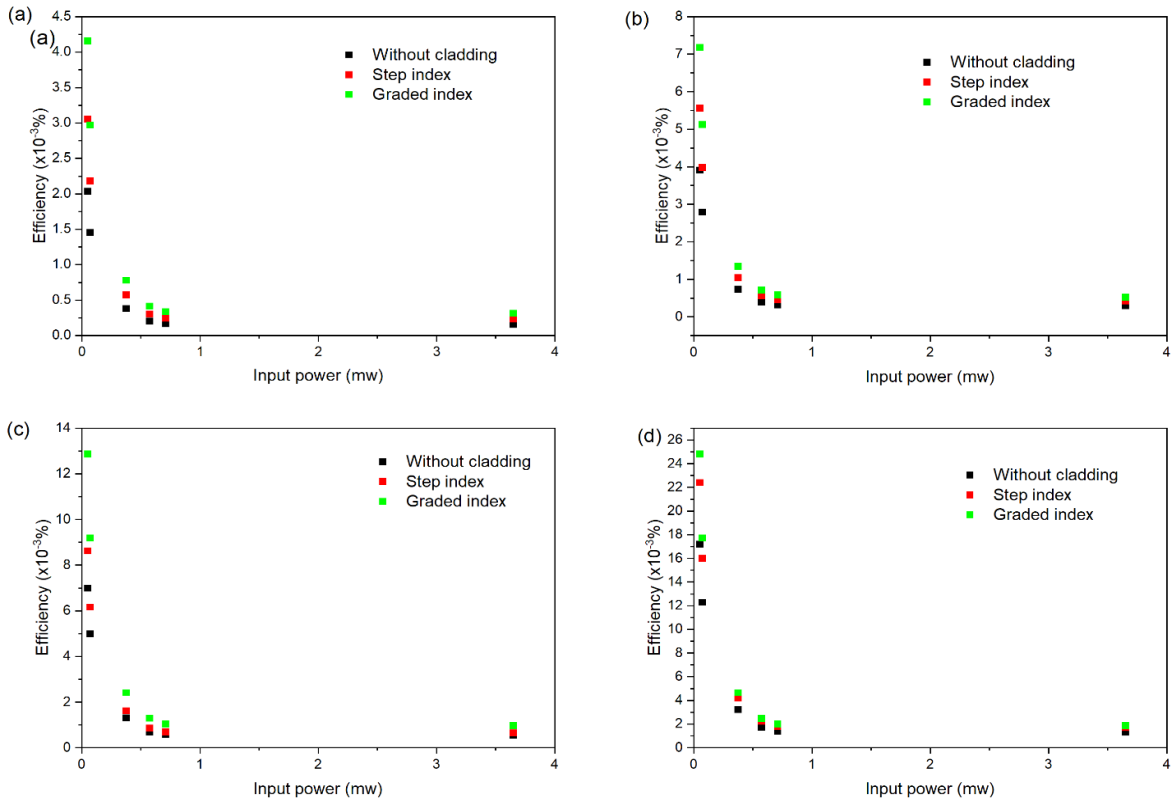 (a)
(a)
4.5
4.0
3.5
3.0
2.5
2.0
1.5
1.0
0.5
0.0
Efficiency (x10⁻³%)
Without cladding
Step index
Graded index
0 1 2 3 4
Input power (mw)
(b)
8
7
6
5
4
3
2
1
0
Efficiency (x10⁻³%)
Without cladding
Step index
Graded index
0 1 2 3 4
Input power (mw)
(c)
14
12
10
8
6
4
2
0
Efficiency (x10⁻³%)
Without cladding
Step index
Graded index
0 1 2 3 4
Input power (mw)
(d)
26
24
22
20
18
16
14
12
10
8
6
4
2
0
Efficiency (x10⁻³%)
Without cladding
Step index
Graded index
0 1 2 3 4
Input power (mw)